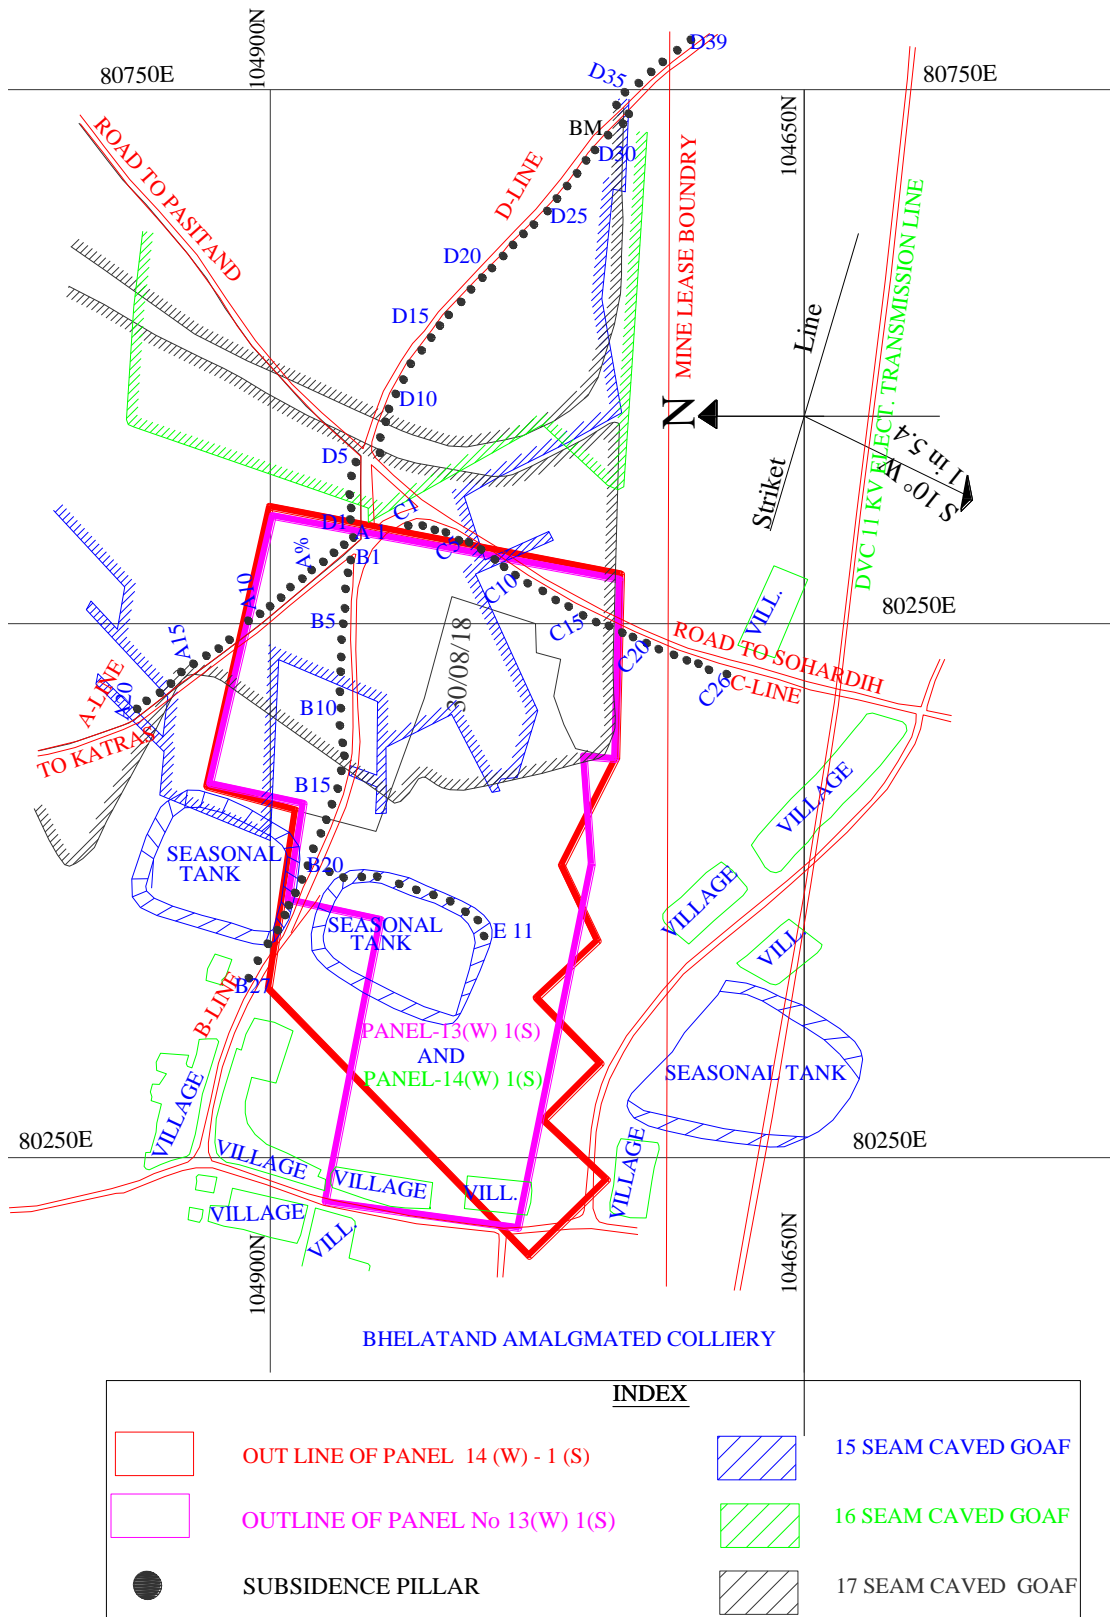 104900N
D39
80750E
D35
80750E
104650N
BM
D30
ROAD TO PASITAND
D-LINE
MINE LEASE BOUNDRY
DVC 11 KV ELECT. TRANSMISSION LINE
D25
D20
D15
Line
D10
N
1 in 5.4
S 10° W
D5
Striket
D1
C1
A 1
A%
B1
C5
A10
C10
VILL.
80250E
B5
C15
A15
30/08/18
C20
ROAD TO SOHARDIH
A20
A-LINE
B10
C26
C-LINE
TO KATRAS
B15
VILLAGE
SEASONAL
TANK
B20
VILLAGE
SEASONAL
TANK
E 11
VILL.
B27
B-LINE
PANEL-13(W) 1(S)
AND
PANEL-14(W) 1(S)
SEASONAL TANK
VILLAGE
80250E
80250E
VILLAGE
VILLAGE
VILL.
VILLAGE
VILLAGE
VILL.
104900N
104650N
BHELATAND AMALGMATED COLLIERY
INDEX
OUT LINE OF PANEL 14 (W) - 1 (S)
15 SEAM CAVED GOAF
OUTLINE OF PANEL No 13(W) 1(S)
16 SEAM CAVED GOAF
SUBSIDENCE PILLAR
17 SEAM CAVED GOAF